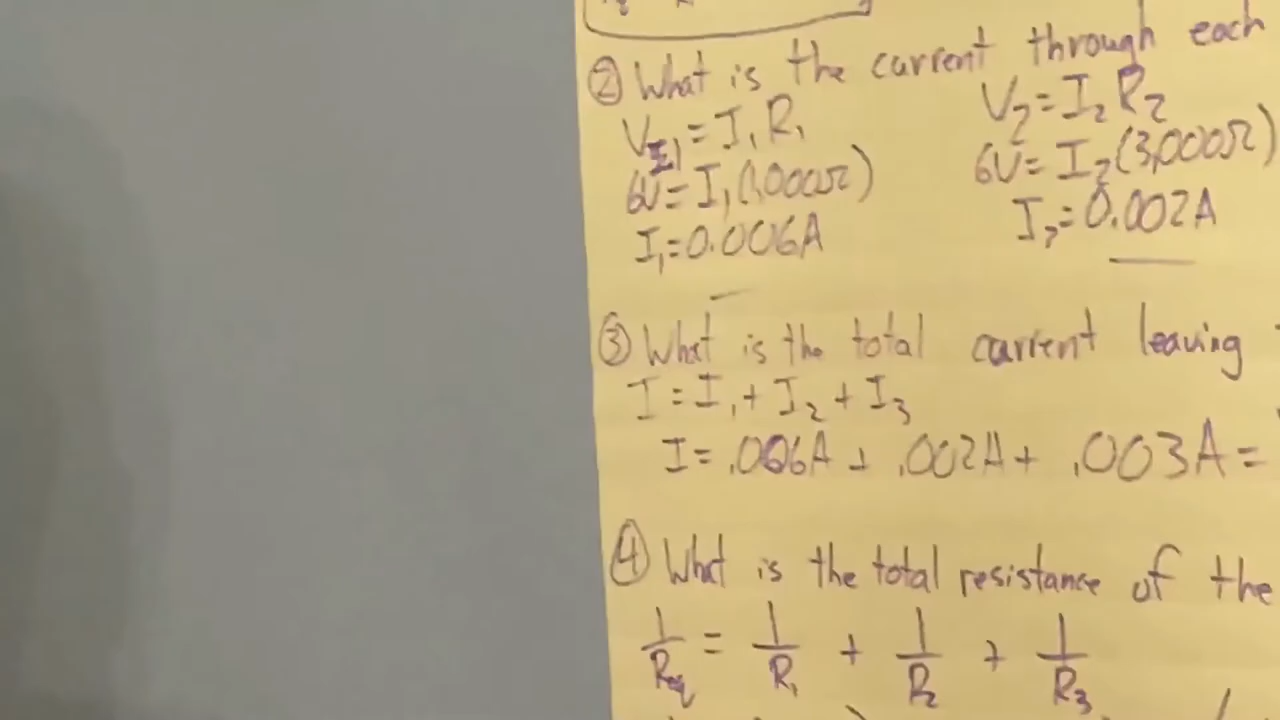 ② What is the current through each
V₁ = I₁R₁
V₂ = I₂R₂
6V = I₁(1,000Ω)
6V = I₂(3,000Ω)
I₁ = 0.006A
I₂ = 0.002A
③ What is the total current leaving
I = I₁ + I₂ + I₃
I = .006A + .002A + .003A =
④ What is the total resistance of the
1/Req = 1/R₁ + 1/R₂ + 1/R₃